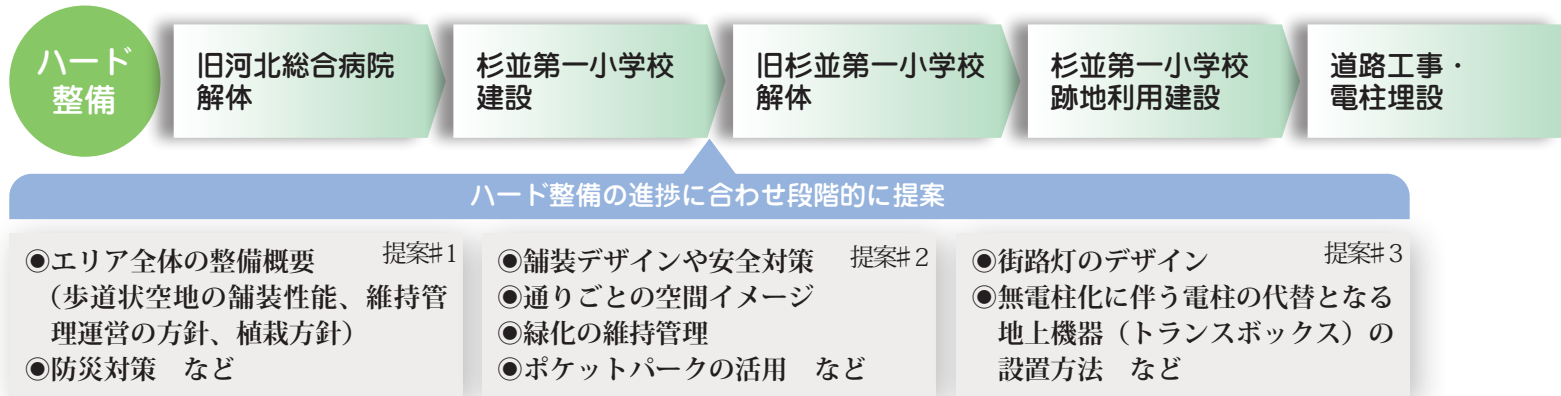 ハード
整備
旧河北総合病院
解体
杉並第一小学校
建設
旧杉並第一小学校
解体
杉並第一小学校
跡地利用建設
道路工事・
電柱埋設
ハード整備の進捗に合わせ段階的に提案
提案#1
◉エリア全体の整備概要
（歩道状空地の舗装性能、維持管
理運営の方針、植栽方針）
◉防災対策　など
提案#2
◉舗装デザインや安全対策
◉通りごとの空間イメージ
◉緑化の維持管理
◉ポケットパークの活用　など
提案#3
◉街路灯のデザイン
◉無電柱化に伴う電柱の代替となる
地上機器（トランスボックス）の
設置方法　など